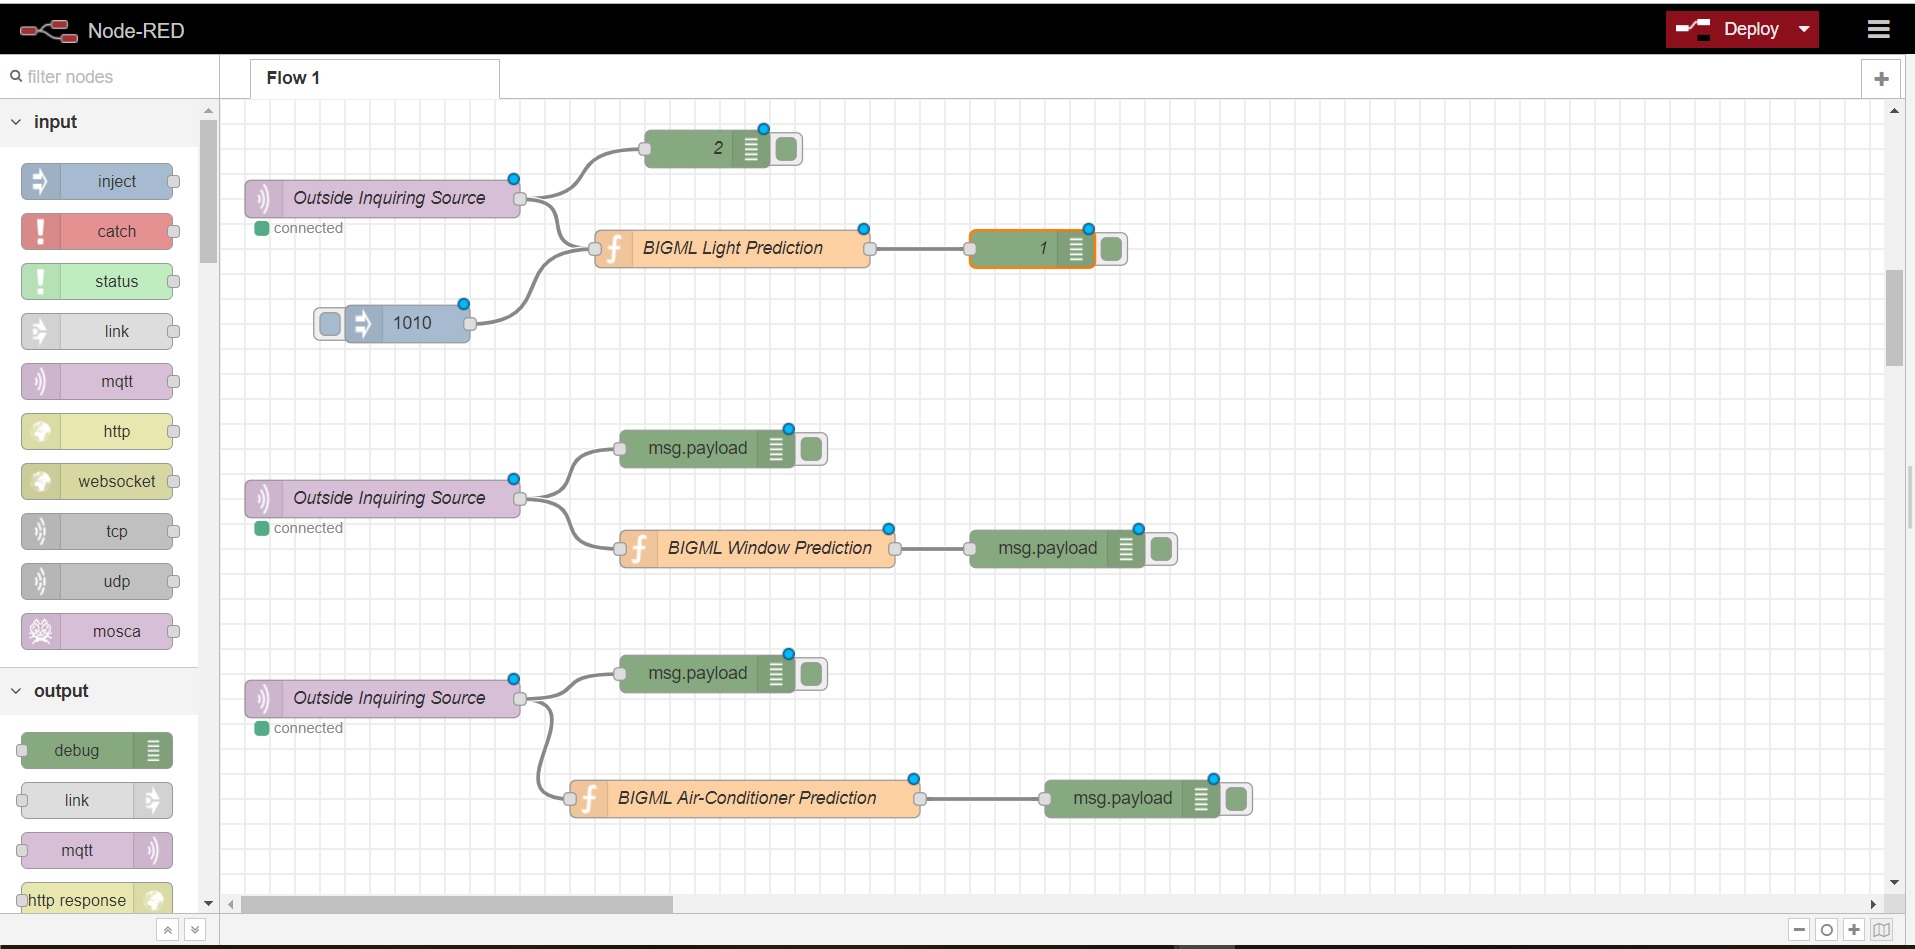 Node-RED
Deploy
filter nodes
Flow 1
input
inject
catch
status
link
mqtt
http
websocket
tcp
udp
mosca
output
debug
link
mqtt
http response
2
Outside Inquiring Source
connected
BIGML Light Prediction
1
1010
msg.payload
Outside Inquiring Source
connected
BIGML Window Prediction
msg.payload
msg.payload
Outside Inquiring Source
connected
BIGML Air-Conditioner Prediction
msg.payload